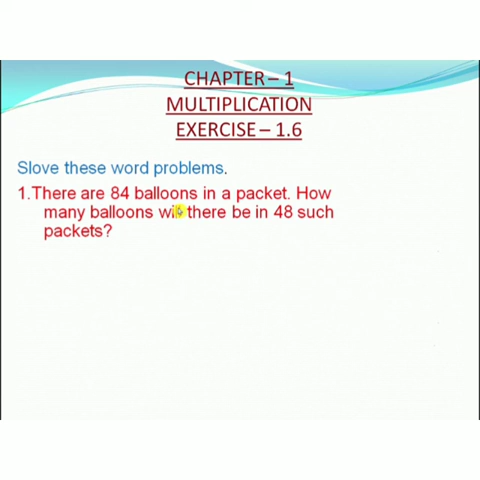 CHAPTER – 1
MULTIPLICATION
EXERCISE – 1.6
Slove these word problems.
1.There are 84 balloons in a packet. How
many balloons will there be in 48 such
packets?